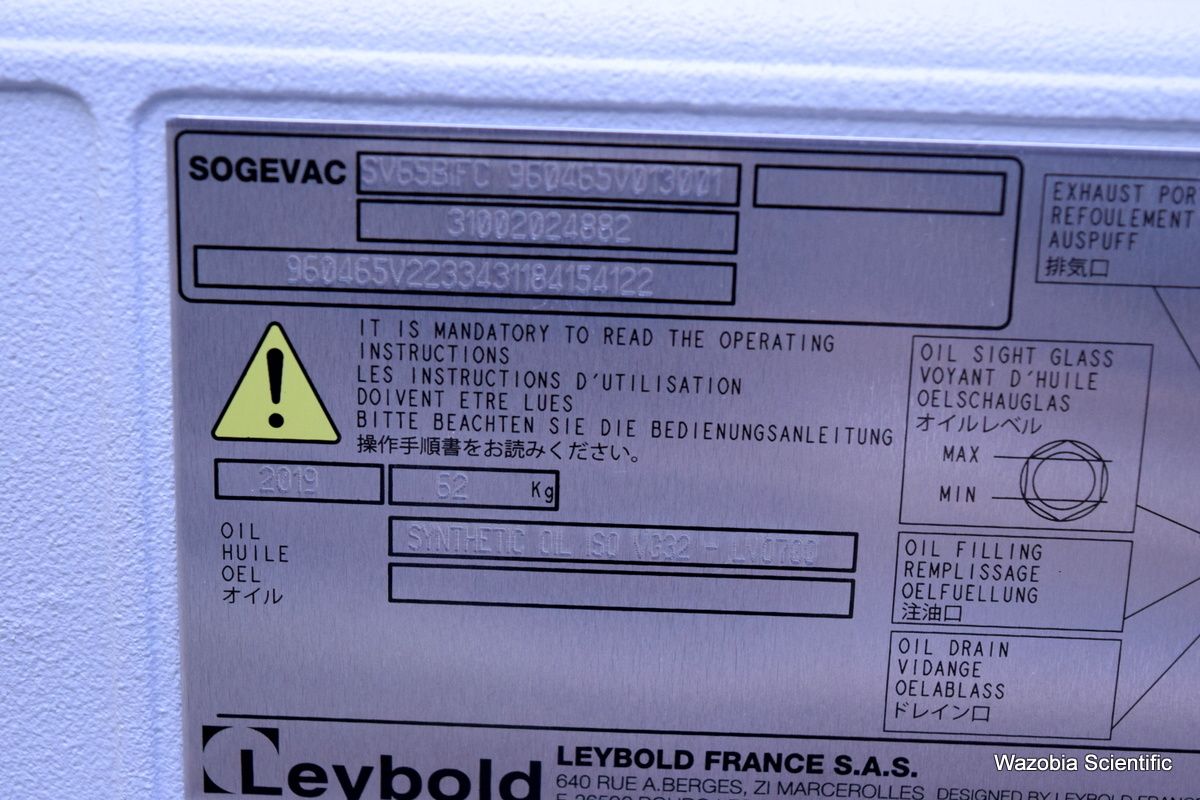 SOGEVAC SV65BIFC 960465V013001
31002024882
960465V2233431184154122
IT IS MANDATORY TO READ THE OPERATING
INSTRUCTIONS
LES INSTRUCTIONS D'UTILISATION
DOIVENT ETRE LUES
BITTE BEACHTEN SIE DIE BEDIENUNGSANLEITUNG
操作手順書をお読みください。
2019 52 Kg
OIL
HUILE
OEL
オイル
SYNTHETIC OIL ISO VG32 - LVO700
EXHAUST POR
REFOULEMENT
AUSPUFF
排気口
OIL SIGHT GLASS
VOYANT D'HUILE
OELSCHAUGLAS
オイルレベル
MAX
MIN
OIL FILLING
REMPLISSAGE
OELFUELLUNG
注油口
OIL DRAIN
VIDANGE
OELABLASS
ドレイン口
Leybold
LEYBOLD FRANCE S.A.S.
640 RUE A.BERGES, ZI MARCEROLLES DESIGNED BY LEYBOLD FRANC
Wazobia Scientific